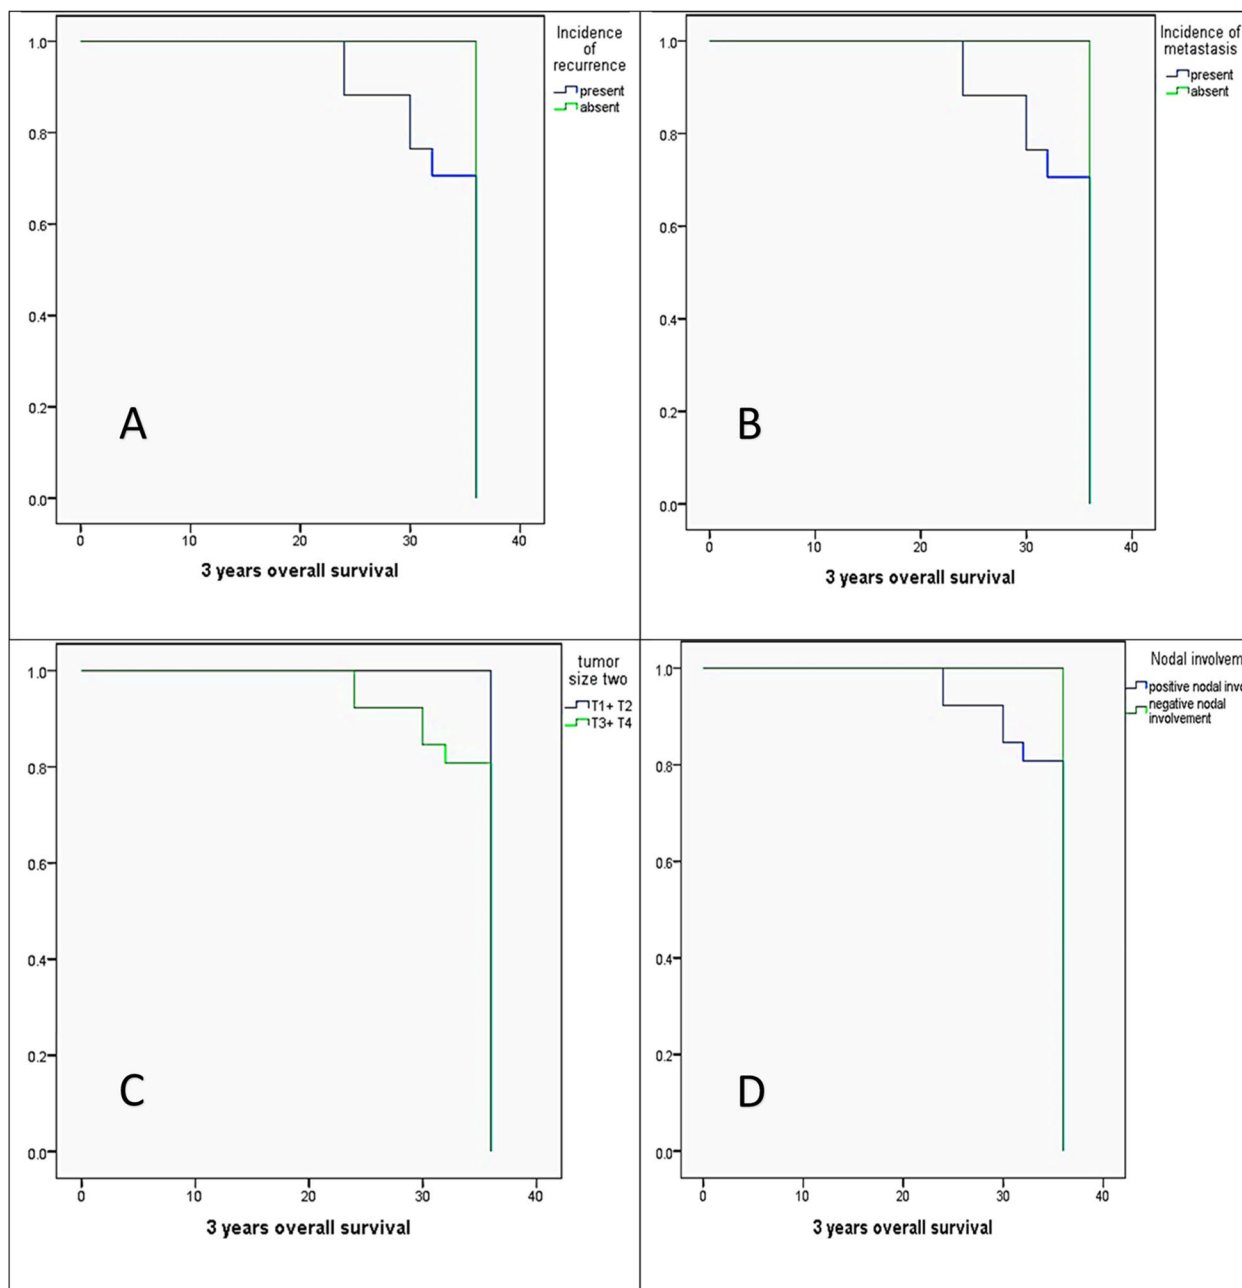 Incidence
of
recurrence
present
absent
1.0
0.8
0.6
0.4
0.2
0.0
A
0
10
20
30
40
3 years overall survival
Incidence of
metastasis
present
absent
1.0
0.8
0.6
0.4
0.2
0.0
B
0
10
20
30
40
3 years overall survival
tumor
size two
T1+ T2
T3+ T4
1.0
0.8
0.6
0.4
0.2
0.0
C
0
10
20
30
40
3 years overall survival
Nodal involvem
positive nodal invo
negative nodal
involvement
1.0
0.8
0.6
0.4
0.2
0.0
D
0
10
20
30
40
3 years overall survival